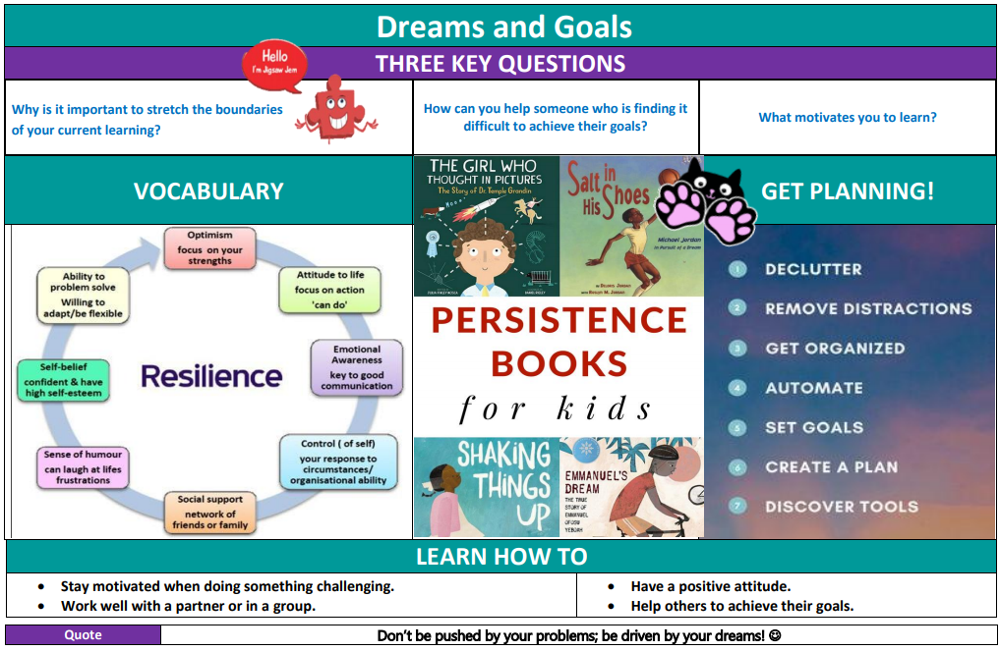 Dreams and Goals
THREE KEY QUESTIONS
Hello
I'm Jigsaw Jem
Why is it important to stretch the boundaries
of your current learning?
How can you help someone who is finding it
difficult to achieve their goals?
What motivates you to learn?
VOCABULARY
Optimism
focus on your
strengths
Attitude to life
focus on action
'can do'
Emotional
Awareness
key to good
communication
Control ( of self)
your response to
circumstances/
organisational ability
Social support
network of
friends or family
Sense of humour
can laugh at lifes
frustrations
Self-belief
confident & have
high self-esteem
Ability to
problem solve
Willing to
adapt/be flexible
Resilience
THE GIRL WHO
THOUGHT IN PICTURES
The Story of Dr. Temple Grandin
Salt in
His Shoes
Michael Jordan
in Pursuit of a Dream
PERSISTENCE
BOOKS
for kids
SHAKING
THINGS
UP
EMMANUEL'S
DREAM
THE TRUE
STORY OF
EMMANUEL
OFOSU
YEBOAH
GET PLANNING!
1 DECLUTTER
2 REMOVE DISTRACTIONS
3 GET ORGANIZED
4 AUTOMATE
5 SET GOALS
6 CREATE A PLAN
7 DISCOVER TOOLS
LEARN HOW TO
• Stay motivated when doing something challenging.
• Work well with a partner or in a group.
• Have a positive attitude.
• Help others to achieve their goals.
Quote
Don't be pushed by your problems; be driven by your dreams! ☺